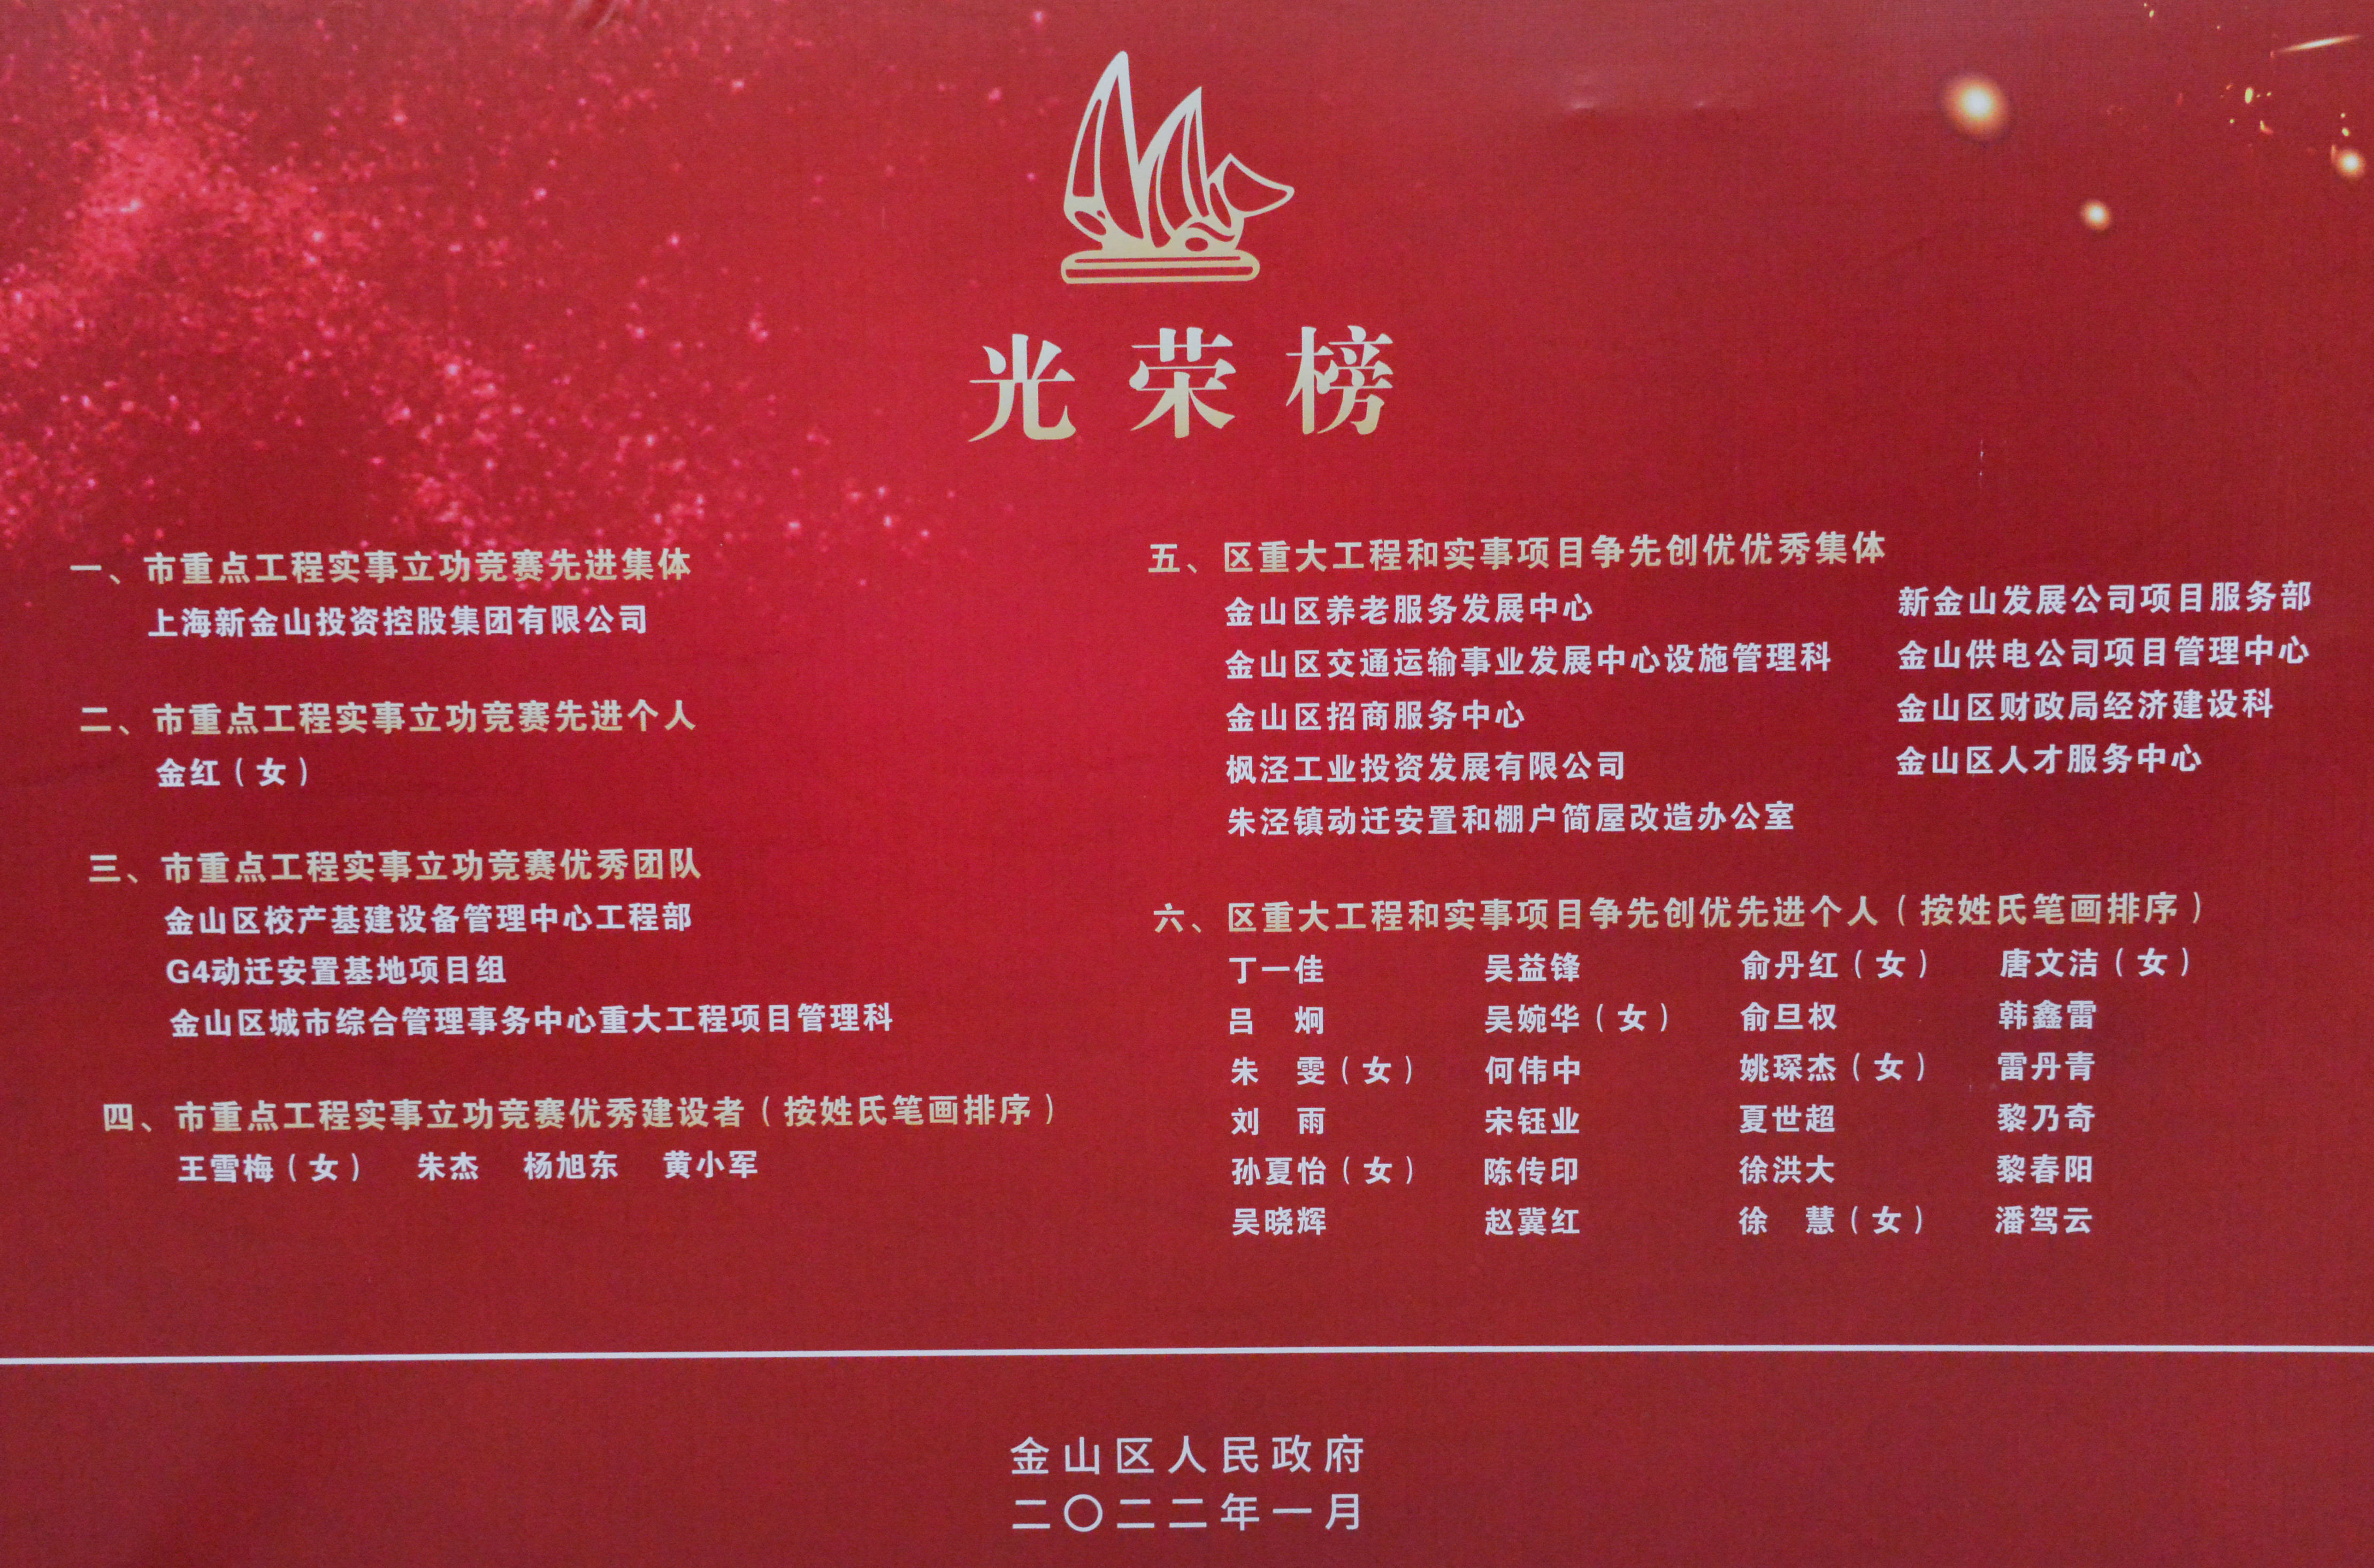 光荣榜
一、市重点工程实事立功竞赛先进集体
上海新金山投资控股集团有限公司
二、市重点工程实事立功竞赛先进个人
金红（女）
三、市重点工程实事立功竞赛优秀团队
金山区校产基建设备管理中心工程部
G4动迁安置基地项目组
金山区城市综合管理事务中心重大工程项目管理科
四、市重点工程实事立功竞赛优秀建设者（按姓氏笔画排序）
王雪梅（女） 朱杰 杨旭东 黄小军
五、区重大工程和实事项目争先创优优秀集体
金山区养老服务发展中心 新金山发展公司项目服务部
金山区交通运输事业发展中心设施管理科 金山供电公司项目管理中心
金山区招商服务中心 金山区财政局经济建设科
枫泾工业投资发展有限公司 金山区人才服务中心
朱泾镇动迁安置和棚户简屋改造办公室
六、区重大工程和实事项目争先创优先进个人（按姓氏笔画排序）
丁一佳 吴益锋 俞丹红（女） 唐文洁（女）
吕 炯 吴婉华（女） 俞旦权 韩鑫雷
朱 雯（女） 何伟中 姚琛杰（女） 雷丹青
刘 雨 宋钰业 夏世超 黎乃奇
孙夏怡（女） 陈传印 徐洪大 黎春阳
吴晓辉 赵冀红 徐 慧（女） 潘驾云
金山区人民政府
二〇二二年一月